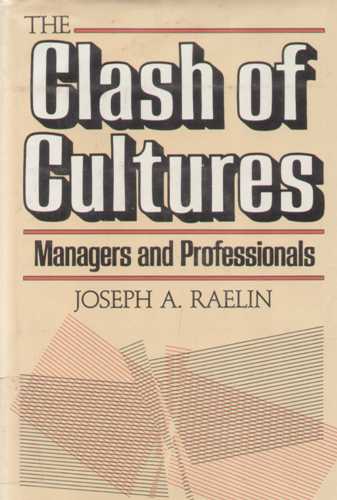 THE
Clash of
Cultures
Managers and Professionals
JOSEPH A. RAELIN